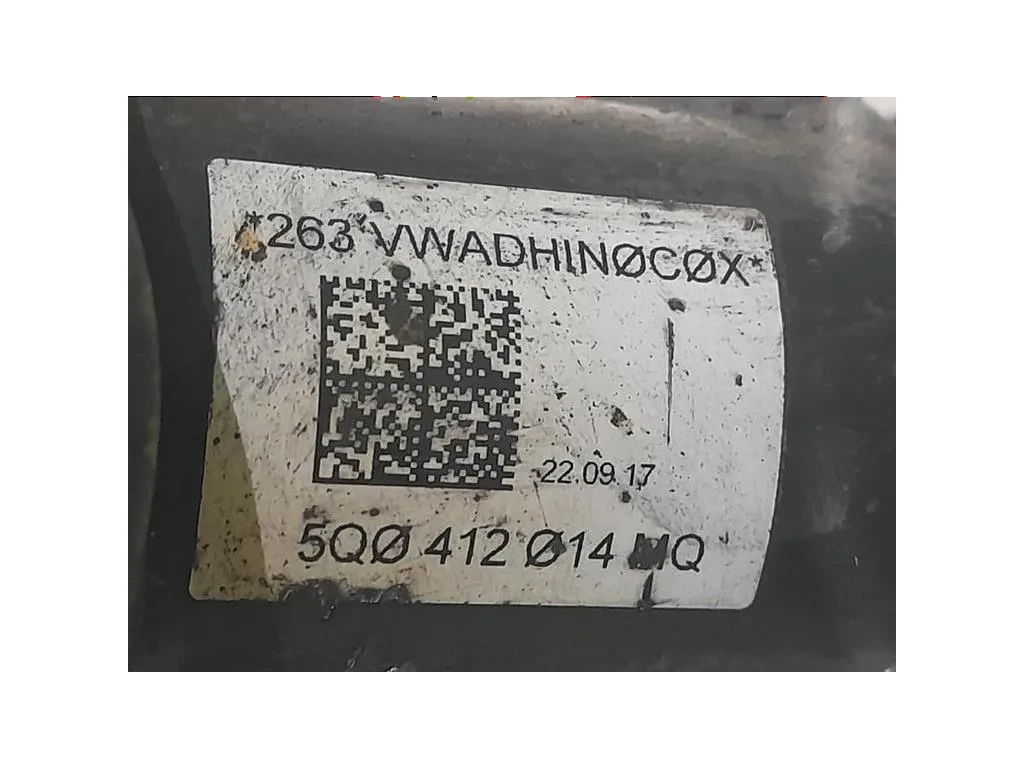 *263 VWADHINØCØX*
22.09.17
5QØ 412 Ø14 MQ